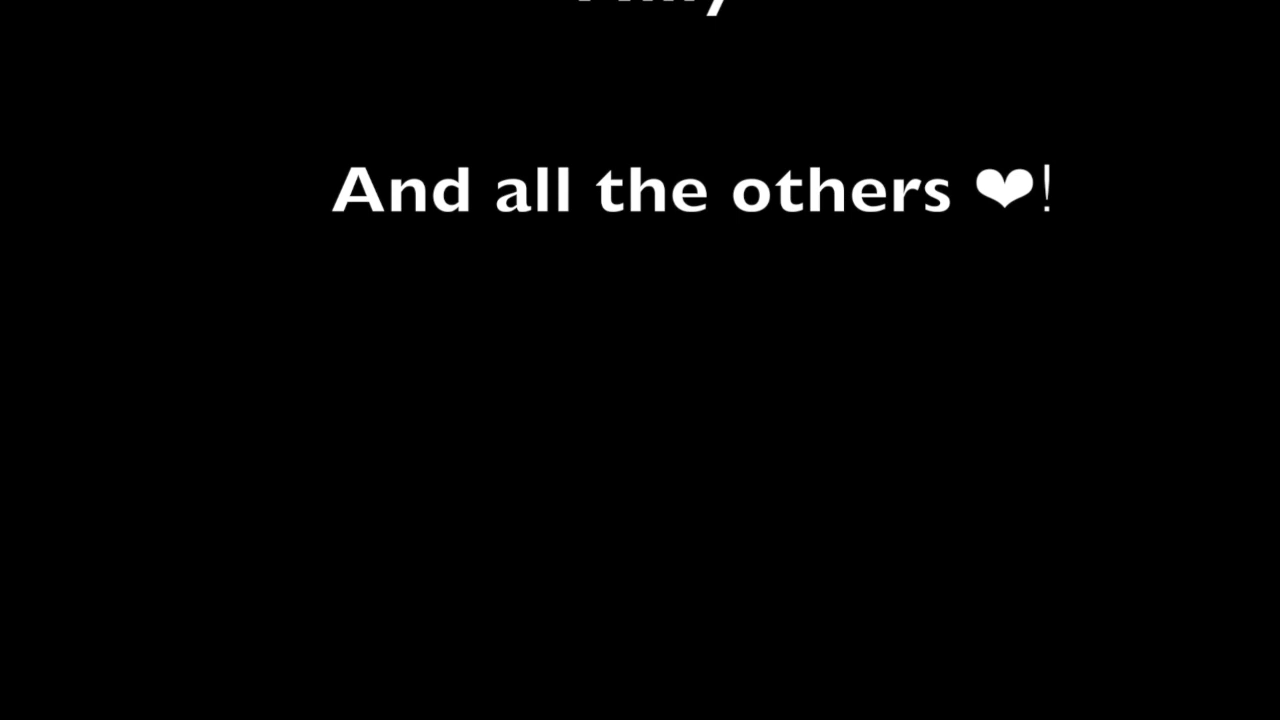 And all the others ❤!